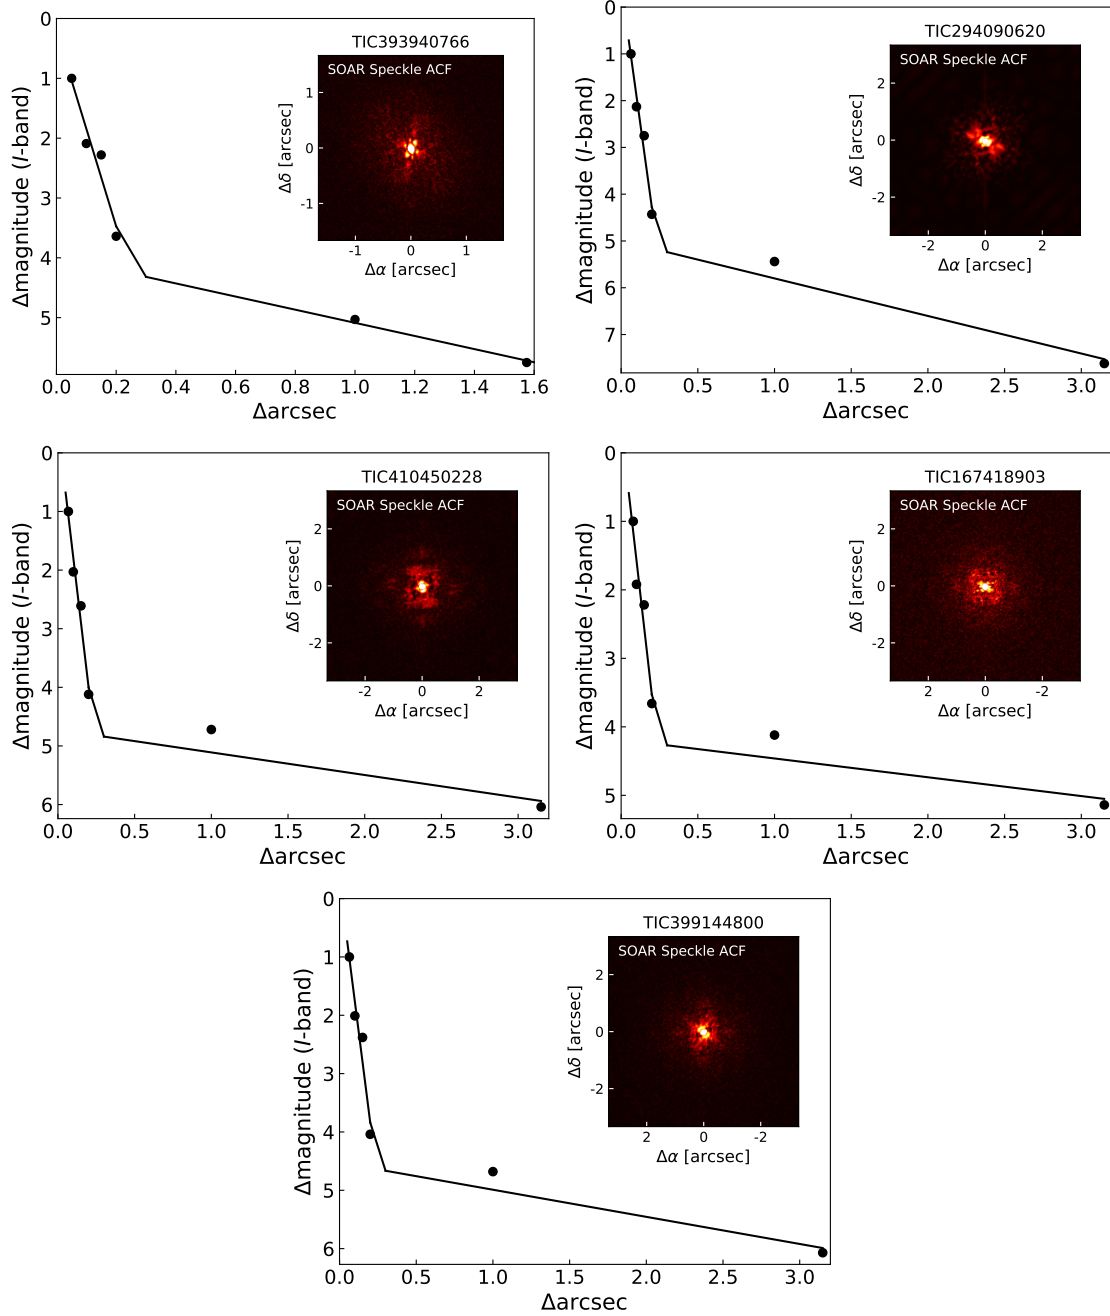 TIC393940766
SOAR Speckle ACF
Δδ [arcsec]
1
0
-1
-1
0
1
Δα [arcsec]
Δmagnitude (I-band)
0
1
2
3
4
5
0.0 0.2 0.4 0.6 0.8 1.0 1.2 1.4 1.6
Δarcsec
TIC294090620
SOAR Speckle ACF
Δδ [arcsec]
2
0
-2
-2
0
2
Δα [arcsec]
Δmagnitude (I-band)
0
1
2
3
4
5
6
7
0.0 0.5 1.0 1.5 2.0 2.5 3.0
Δarcsec
TIC410450228
SOAR Speckle ACF
Δδ [arcsec]
2
0
-2
-2
0
2
Δα [arcsec]
Δmagnitude (I-band)
0
1
2
3
4
5
6
0.0 0.5 1.0 1.5 2.0 2.5 3.0
Δarcsec
TIC167418903
SOAR Speckle ACF
Δδ [arcsec]
2
0
-2
2
0
-2
Δα [arcsec]
Δmagnitude (I-band)
0
1
2
3
4
5
0.0 0.5 1.0 1.5 2.0 2.5 3.0
Δarcsec
TIC399144800
SOAR Speckle ACF
Δδ [arcsec]
2
0
-2
2
0
-2
Δα [arcsec]
Δmagnitude (I-band)
0
1
2
3
4
5
6
0.0 0.5 1.0 1.5 2.0 2.5 3.0
Δarcsec